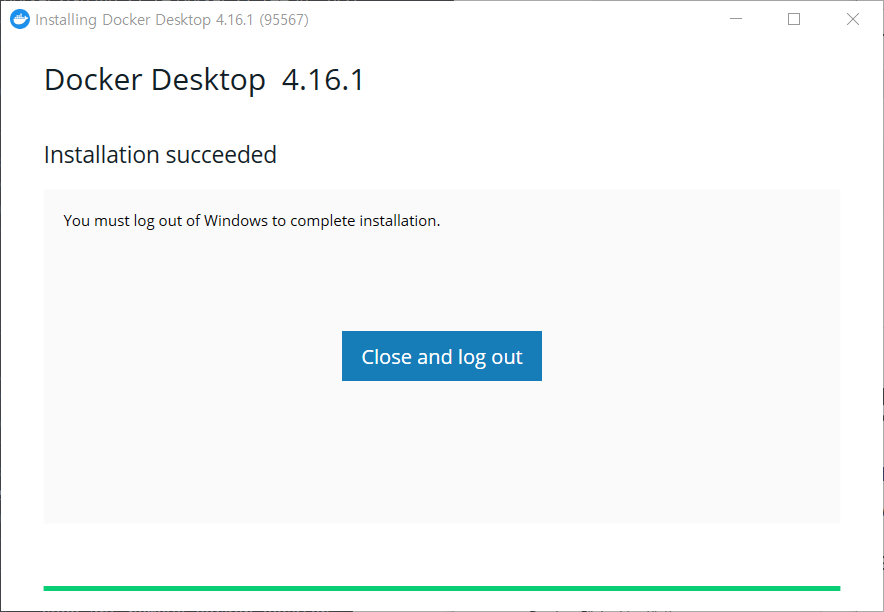 Installing Docker Desktop 4.16.1 (95567)
Docker Desktop 4.16.1
Installation succeeded
You must log out of Windows to complete installation.
Close and log out